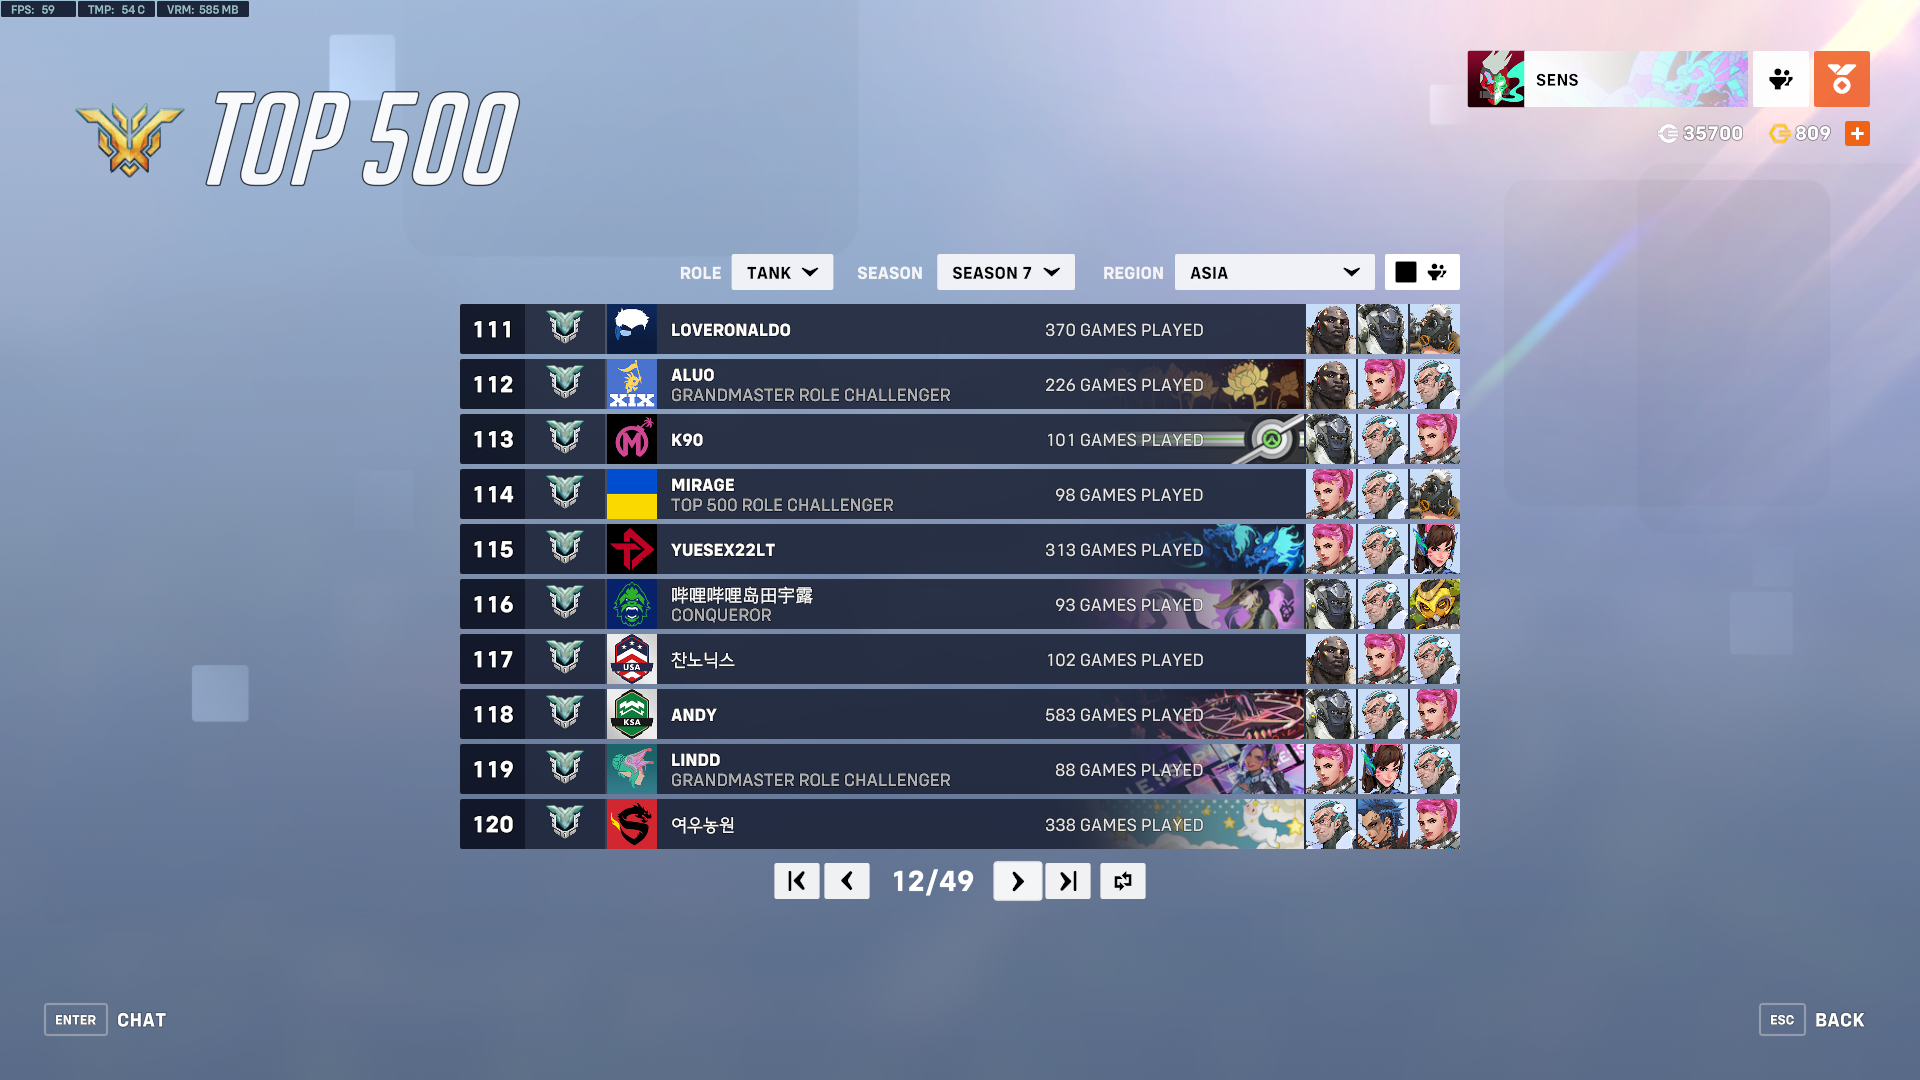 FPS: 59 TMP: 54 C VRM: 585 MB
TOP 500
SENS
35700 809
ROLE TANK SEASON SEASON 7 REGION ASIA
111 LOVERONALDO 370 GAMES PLAYED
112 XIX ALUO 226 GAMES PLAYED
GRANDMASTER ROLE CHALLENGER
113 K90 101 GAMES PLAYED
114 MIRAGE 98 GAMES PLAYED
TOP 500 ROLE CHALLENGER
115 YUESEX22LT 313 GAMES PLAYED
116 哔哩哔哩岛田宇露 93 GAMES PLAYED
CONQUEROR
117 USA 찬노닉스 102 GAMES PLAYED
118 KSA ANDY 583 GAMES PLAYED
119 LINDD 88 GAMES PLAYED
GRANDMASTER ROLE CHALLENGER
120 여우농원 338 GAMES PLAYED
12/49
ENTER CHAT
ESC BACK